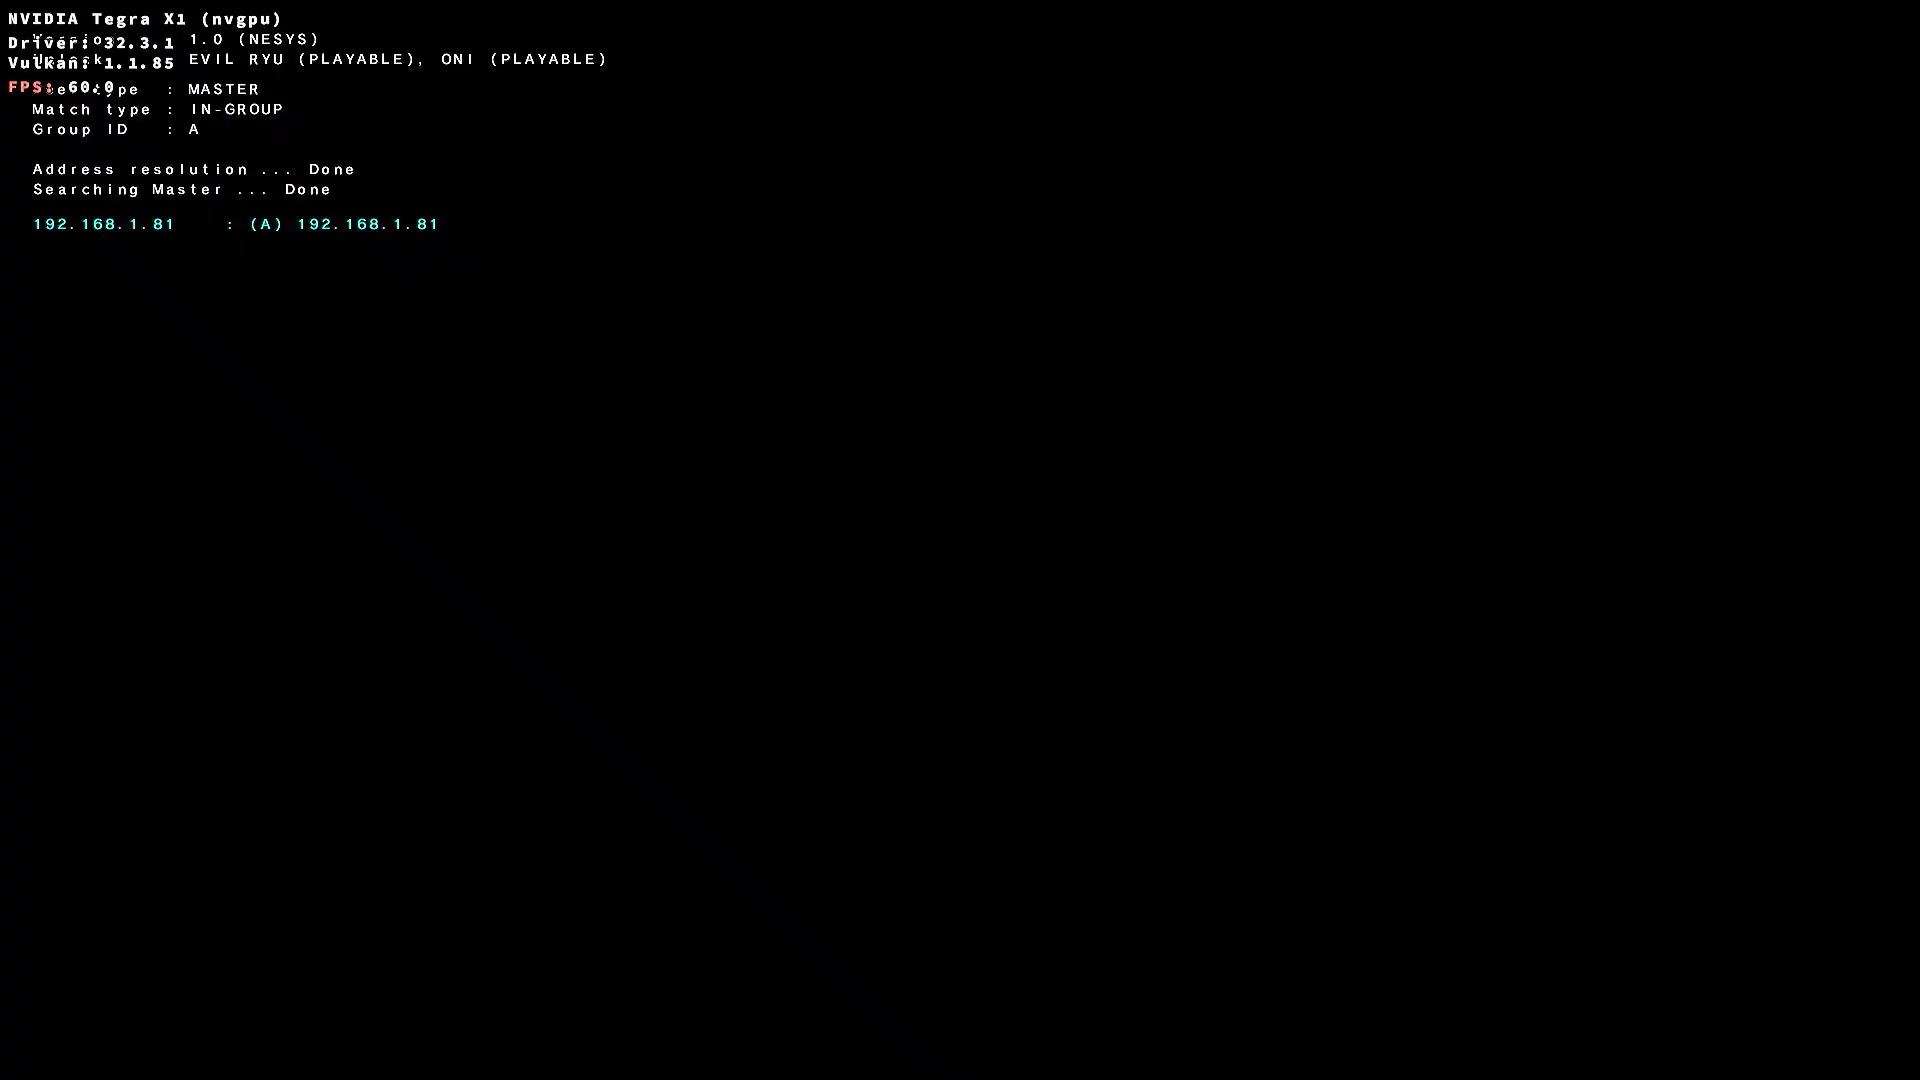 NVIDIA Tegra X1 (nvgpu)
Driver: 32.3.1
1.0 (NESYS)
Vulkan: 1.1.85
EVIL RYU (PLAYABLE), ONI (PLAYABLE)
FPS: 60.0
: MASTER
Match type : IN-GROUP
Group ID : A
Address resolution ... Done
Searching Master ... Done
192.168.1.81 : (A) 192.168.1.81